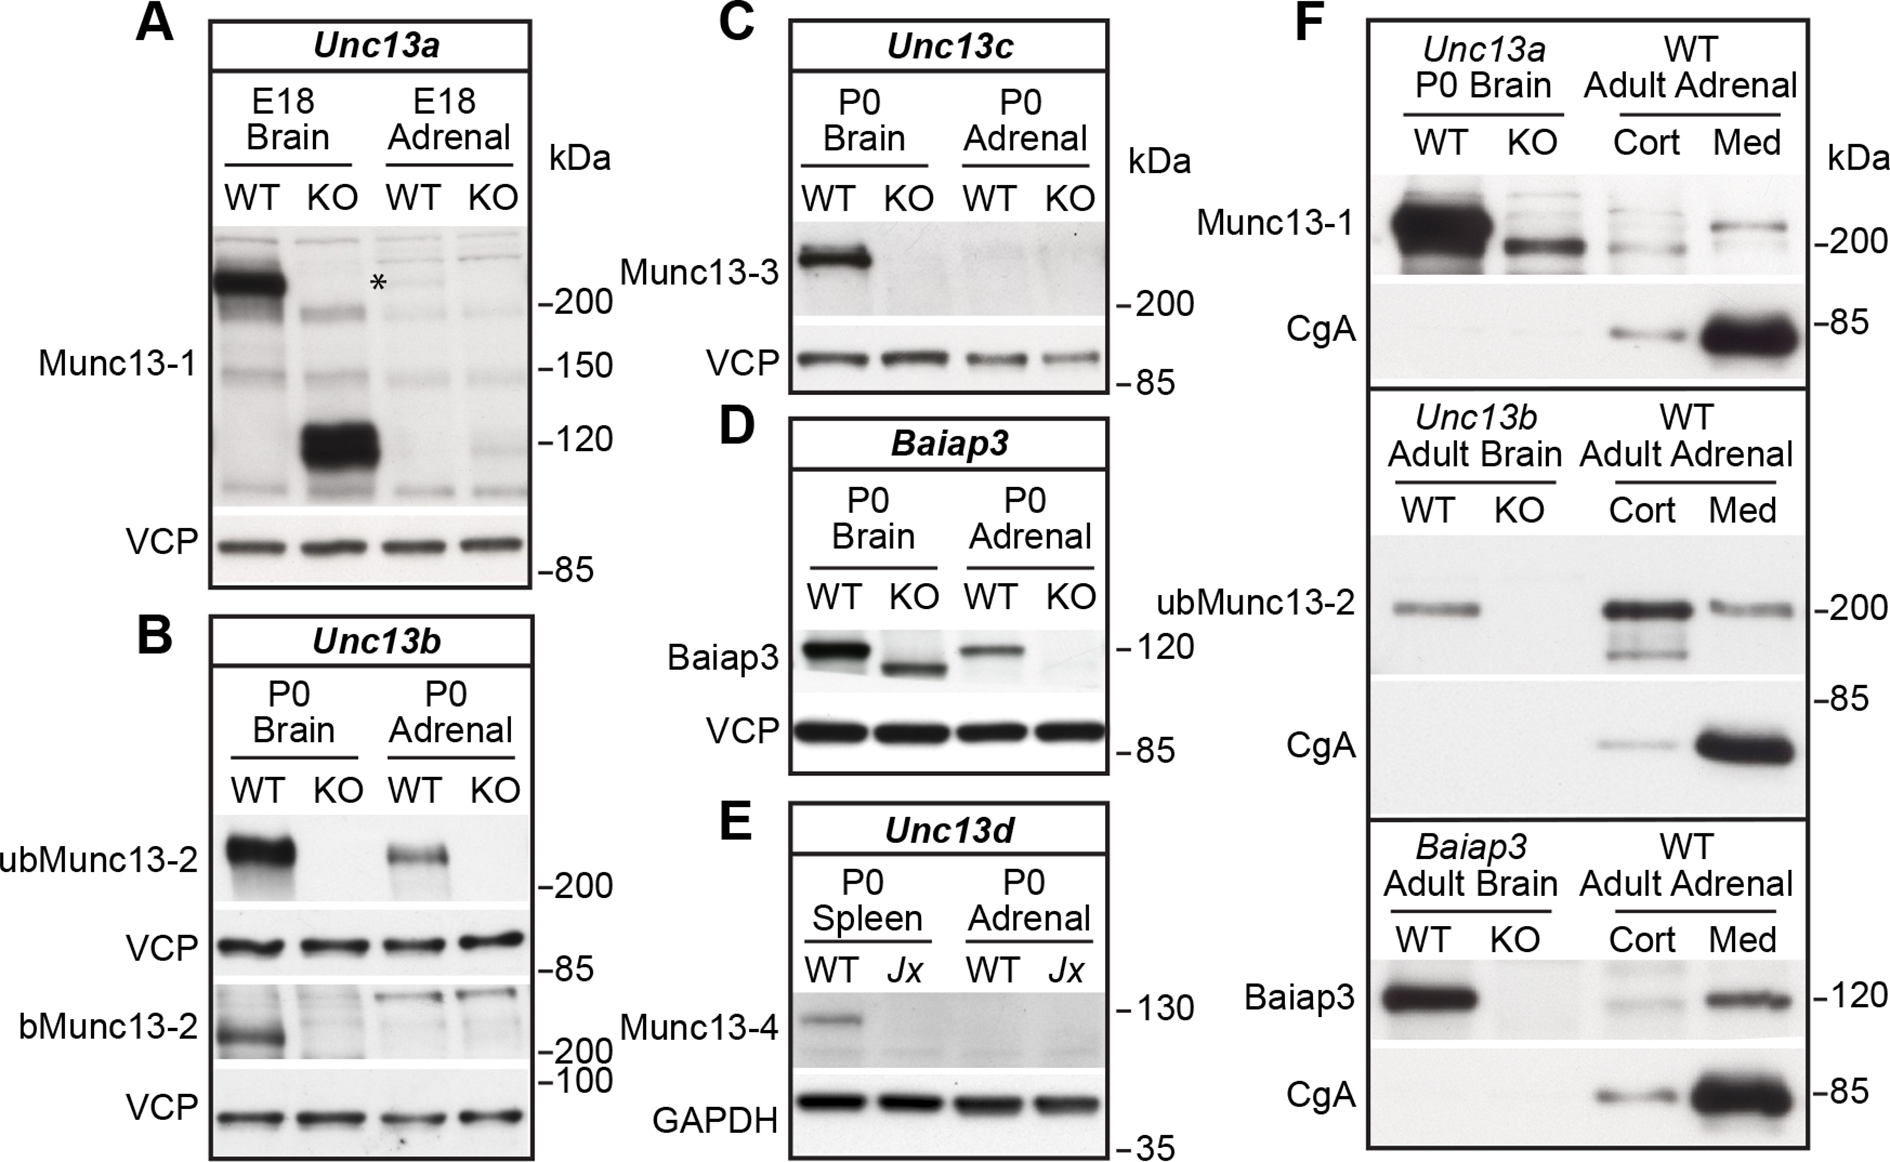 A
Unc13a
E18 E18
Brain Adrenal
kDa
WT KO WT KO
*
–200
Munc13-1
–150
–120
VCP
–85
B
Unc13b
P0 P0
Brain Adrenal
WT KO WT KO
ubMunc13-2
–200
VCP
–85
bMunc13-2
–200
–100
VCP
C
Unc13c
P0 P0
Brain Adrenal
kDa
WT KO WT KO
Munc13-3
–200
VCP
–85
D
Baiap3
P0 P0
Brain Adrenal
WT KO WT KO
Baiap3
–120
VCP
–85
E
Unc13d
P0 P0
Spleen Adrenal
WT Jx WT Jx
–130
Munc13-4
GAPDH
–35
F
Unc13a WT
P0 Brain Adult Adrenal
WT KO Cort Med
kDa
Munc13-1
–200
CgA
–85
Unc13b WT
Adult Brain Adult Adrenal
WT KO Cort Med
ubMunc13-2
–200
–85
CgA
Baiap3 WT
Adult Brain Adult Adrenal
WT KO Cort Med
Baiap3
–120
CgA
–85